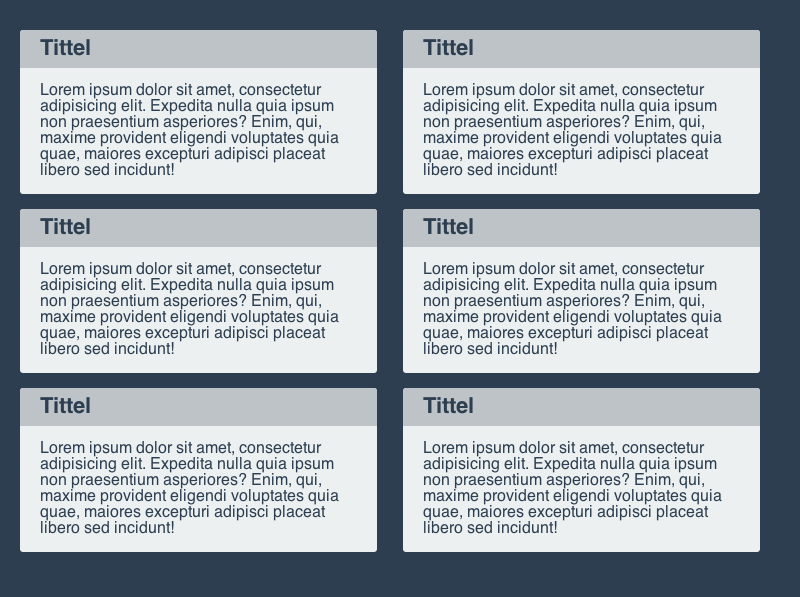 Tittel
Lorem ipsum dolor sit amet, consectetur
adipisicing elit. Expedita nulla quia ipsum
non praesentium asperiores? Enim, qui,
maxime provident eligendi voluptates quia
quae, maiores excepturi adipisci placeat
libero sed incidunt!
Tittel
Lorem ipsum dolor sit amet, consectetur
adipisicing elit. Expedita nulla quia ipsum
non praesentium asperiores? Enim, qui,
maxime provident eligendi voluptates quia
quae, maiores excepturi adipisci placeat
libero sed incidunt!
Tittel
Lorem ipsum dolor sit amet, consectetur
adipisicing elit. Expedita nulla quia ipsum
non praesentium asperiores? Enim, qui,
maxime provident eligendi voluptates quia
quae, maiores excepturi adipisci placeat
libero sed incidunt!
Tittel
Lorem ipsum dolor sit amet, consectetur
adipisicing elit. Expedita nulla quia ipsum
non praesentium asperiores? Enim, qui,
maxime provident eligendi voluptates quia
quae, maiores excepturi adipisci placeat
libero sed incidunt!
Tittel
Lorem ipsum dolor sit amet, consectetur
adipisicing elit. Expedita nulla quia ipsum
non praesentium asperiores? Enim, qui,
maxime provident eligendi voluptates quia
quae, maiores excepturi adipisci placeat
libero sed incidunt!
Tittel
Lorem ipsum dolor sit amet, consectetur
adipisicing elit. Expedita nulla quia ipsum
non praesentium asperiores? Enim, qui,
maxime provident eligendi voluptates quia
quae, maiores excepturi adipisci placeat
libero sed incidunt!